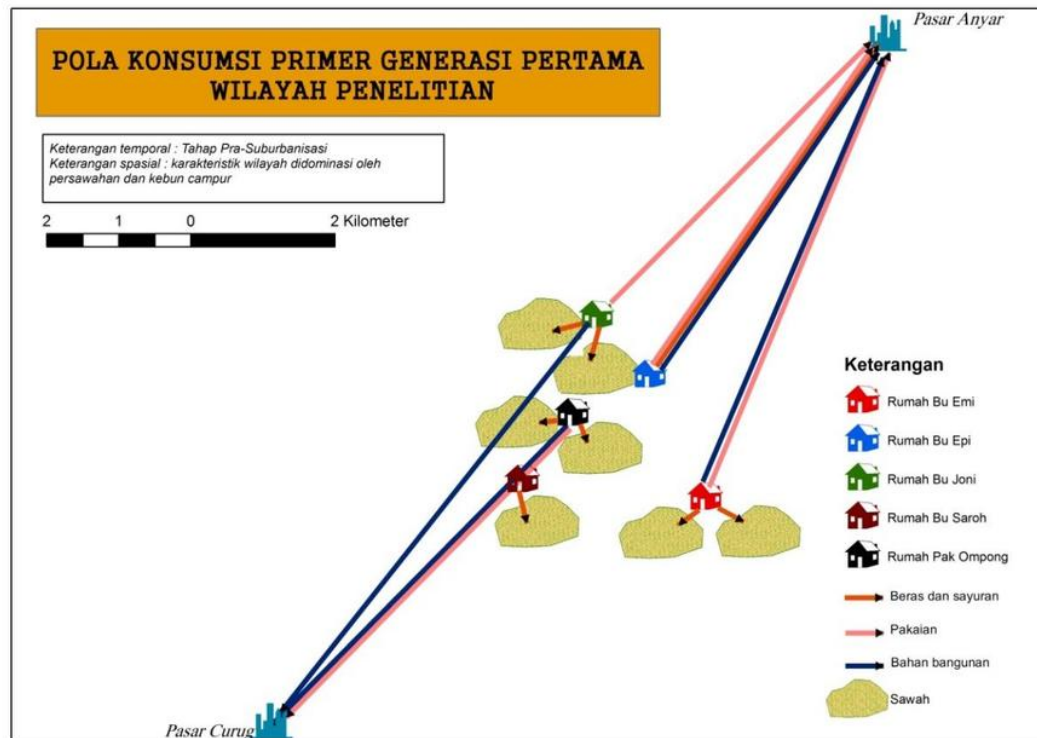 Pasar Anyar
POLA KONSUMSI PRIMER GENERASI PERTAMA
WILAYAH PENELITIAN
Keterangan temporal : Tahap Pra-Suburbanisasi
Keterangan spasial : karakteristik wilayah didominasi oleh
persawahan dan kebun campur
2 1 0 2 Kilometer
Keterangan
Rumah Bu Emi
Rumah Bu Epi
Rumah Bu Joni
Rumah Bu Saroh
Rumah Pak Ompong
Beras dan sayuran
Pakaian
Bahan bangunan
Sawah
Pasar Curug